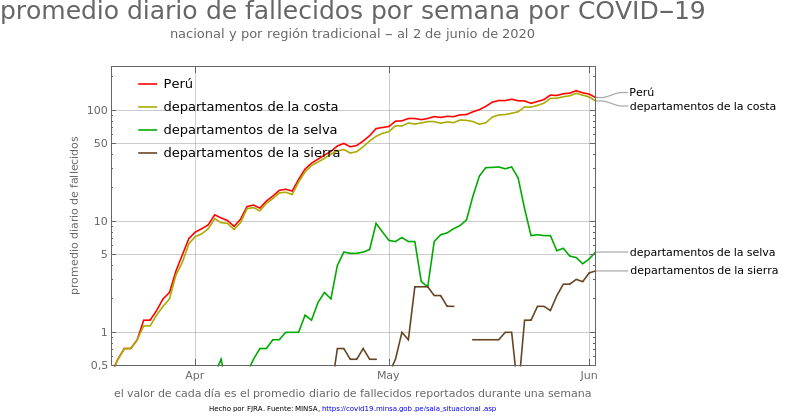 promedio diario de fallecidos por semana por COVID−19
nacional y por región tradicional − al 2 de junio de 2020
Perú
departamentos de la costa
departamentos de la selva
departamentos de la sierra
promedio diario de fallecidos
100
50
10
5
1
0,5
Apr
May
Jun
Perú
departamentos de la costa
departamentos de la selva
departamentos de la sierra
el valor de cada día es el promedio diario de fallecidos reportados durante una semana
Hecho por FJRA. Fuente: MINSA, https://covid19.minsa.gob.pe/sala_situacional.asp